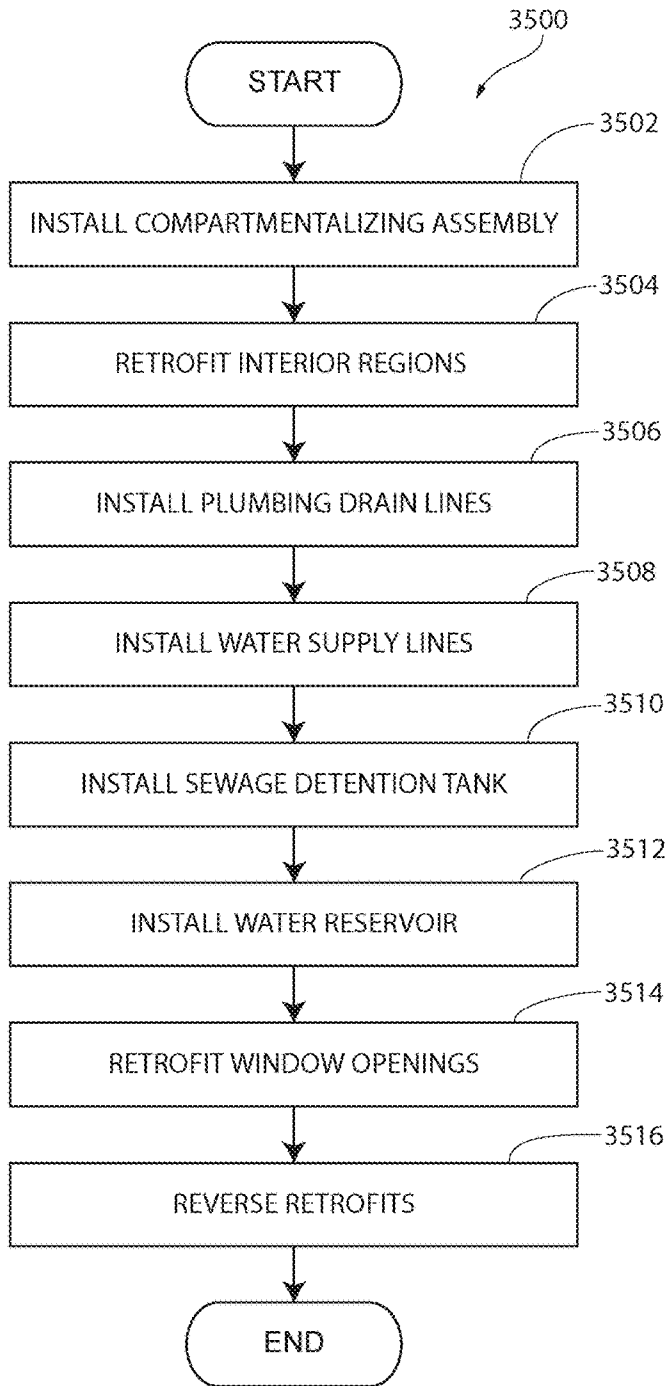 3500
START
3502
INSTALL COMPARTMENTALIZING ASSEMBLY
3504
RETROFIT INTERIOR REGIONS
3506
INSTALL PLUMBING DRAIN LINES
3508
INSTALL WATER SUPPLY LINES
3510
INSTALL SEWAGE DETENTION TANK
3512
INSTALL WATER RESERVOIR
3514
RETROFIT WINDOW OPENINGS
3516
REVERSE RETROFITS
END